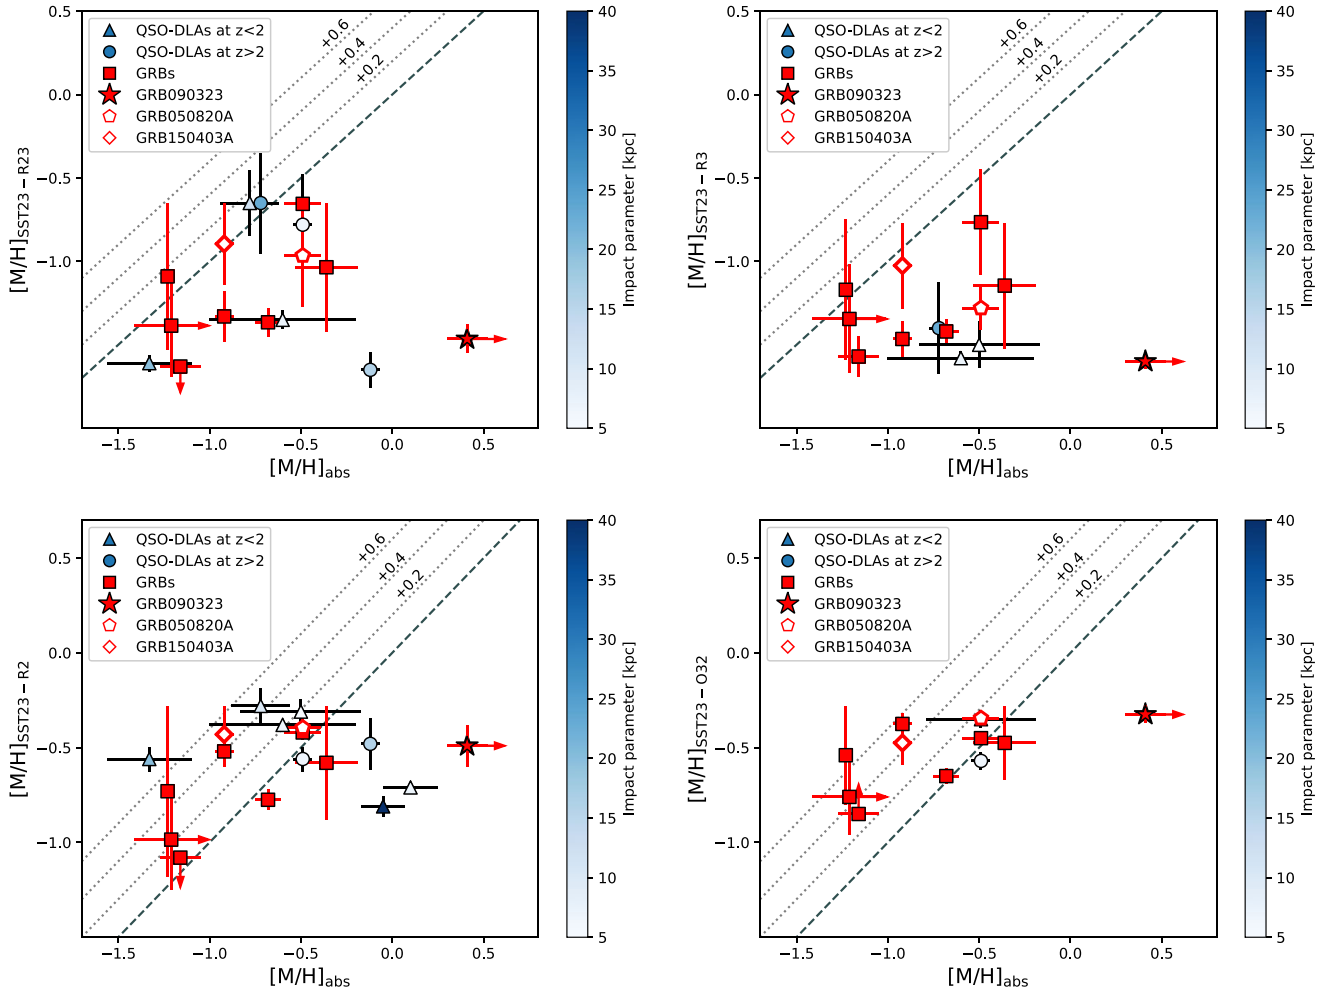 QSO-DLAs at z<2
QSO-DLAs at z>2
GRBs
GRB090323
GRB050820A
GRB150403A
+0.6
+0.4
+0.2
0.5
0.0
−0.5
−1.0
−1.5
−1.0
−0.5
0.0
0.5
[M/H]abs
[M/H]SST23−R23
40
35
30
25
20
15
10
5
Impact parameter [kpc]
QSO-DLAs at z<2
QSO-DLAs at z>2
GRBs
GRB090323
GRB050820A
GRB150403A
+0.6
+0.4
+0.2
0.5
0.0
−0.5
−1.0
−1.5
−1.0
−0.5
0.0
0.5
[M/H]abs
[M/H]SST23−R3
40
35
30
25
20
15
10
5
Impact parameter [kpc]
QSO-DLAs at z<2
QSO-DLAs at z>2
GRBs
GRB090323
GRB050820A
GRB150403A
+0.6
+0.4
+0.2
0.5
0.0
−0.5
−1.0
−1.5
−1.0
−0.5
0.0
0.5
[M/H]abs
[M/H]SST23−R2
40
35
30
25
20
15
10
5
Impact parameter [kpc]
QSO-DLAs at z<2
QSO-DLAs at z>2
GRBs
GRB090323
GRB050820A
GRB150403A
+0.6
+0.4
+0.2
0.5
0.0
−0.5
−1.0
−1.5
−1.0
−0.5
0.0
0.5
[M/H]abs
[M/H]SST23−O32
40
35
30
25
20
15
10
5
Impact parameter [kpc]